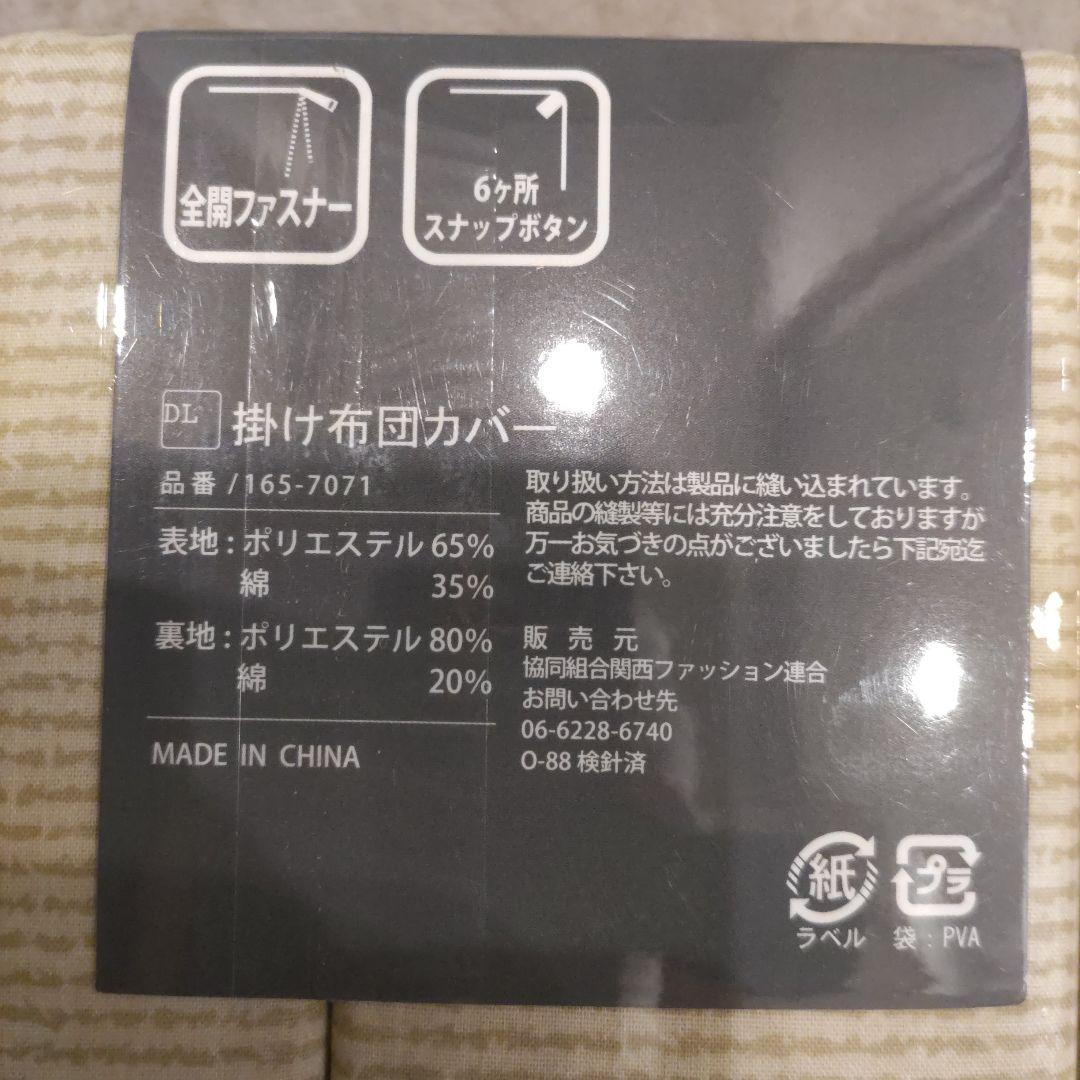 全開ファスナー
6ヶ所
スナップボタン
DL 掛け布団カバー
品番/165-7071
表地:ポリエステル 65%
綿 35%
裏地:ポリエステル 80%
綿 20%
MADE IN CHINA
取り扱い方法は製品に縫い込まれています。
商品の縫製等には充分注意をしておりますが
万一お気づきの点がございましたら下記宛迄
ご連絡下さい。
販売元
協同組合関西ファッション連合
お問い合わせ先
06-6228-6740
O-88 検針済
紙 プラ
ラベル 袋:PVA